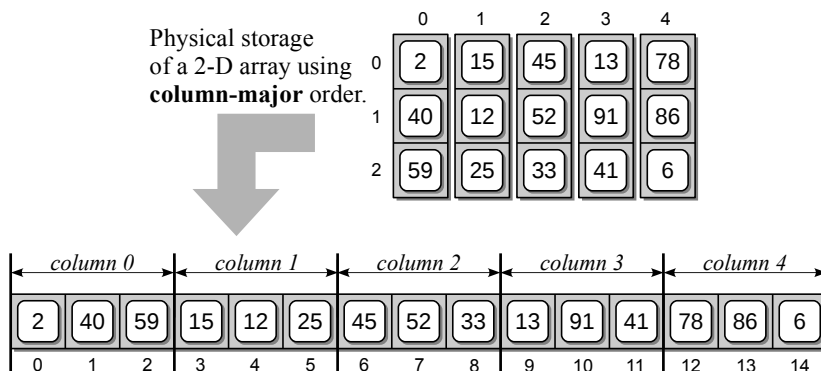 Physical storage
of a 2-D array using
column-major order.
0 1 2 3 4
0 2 15 45 13 78
1 40 12 52 91 86
2 59 25 33 41 6
column 0 column 1 column 2 column 3 column 4
2 40 59 15 12 25 45 52 33 13 91 41 78 86 6
0 1 2 3 4 5 6 7 8 9 10 11 12 13 14